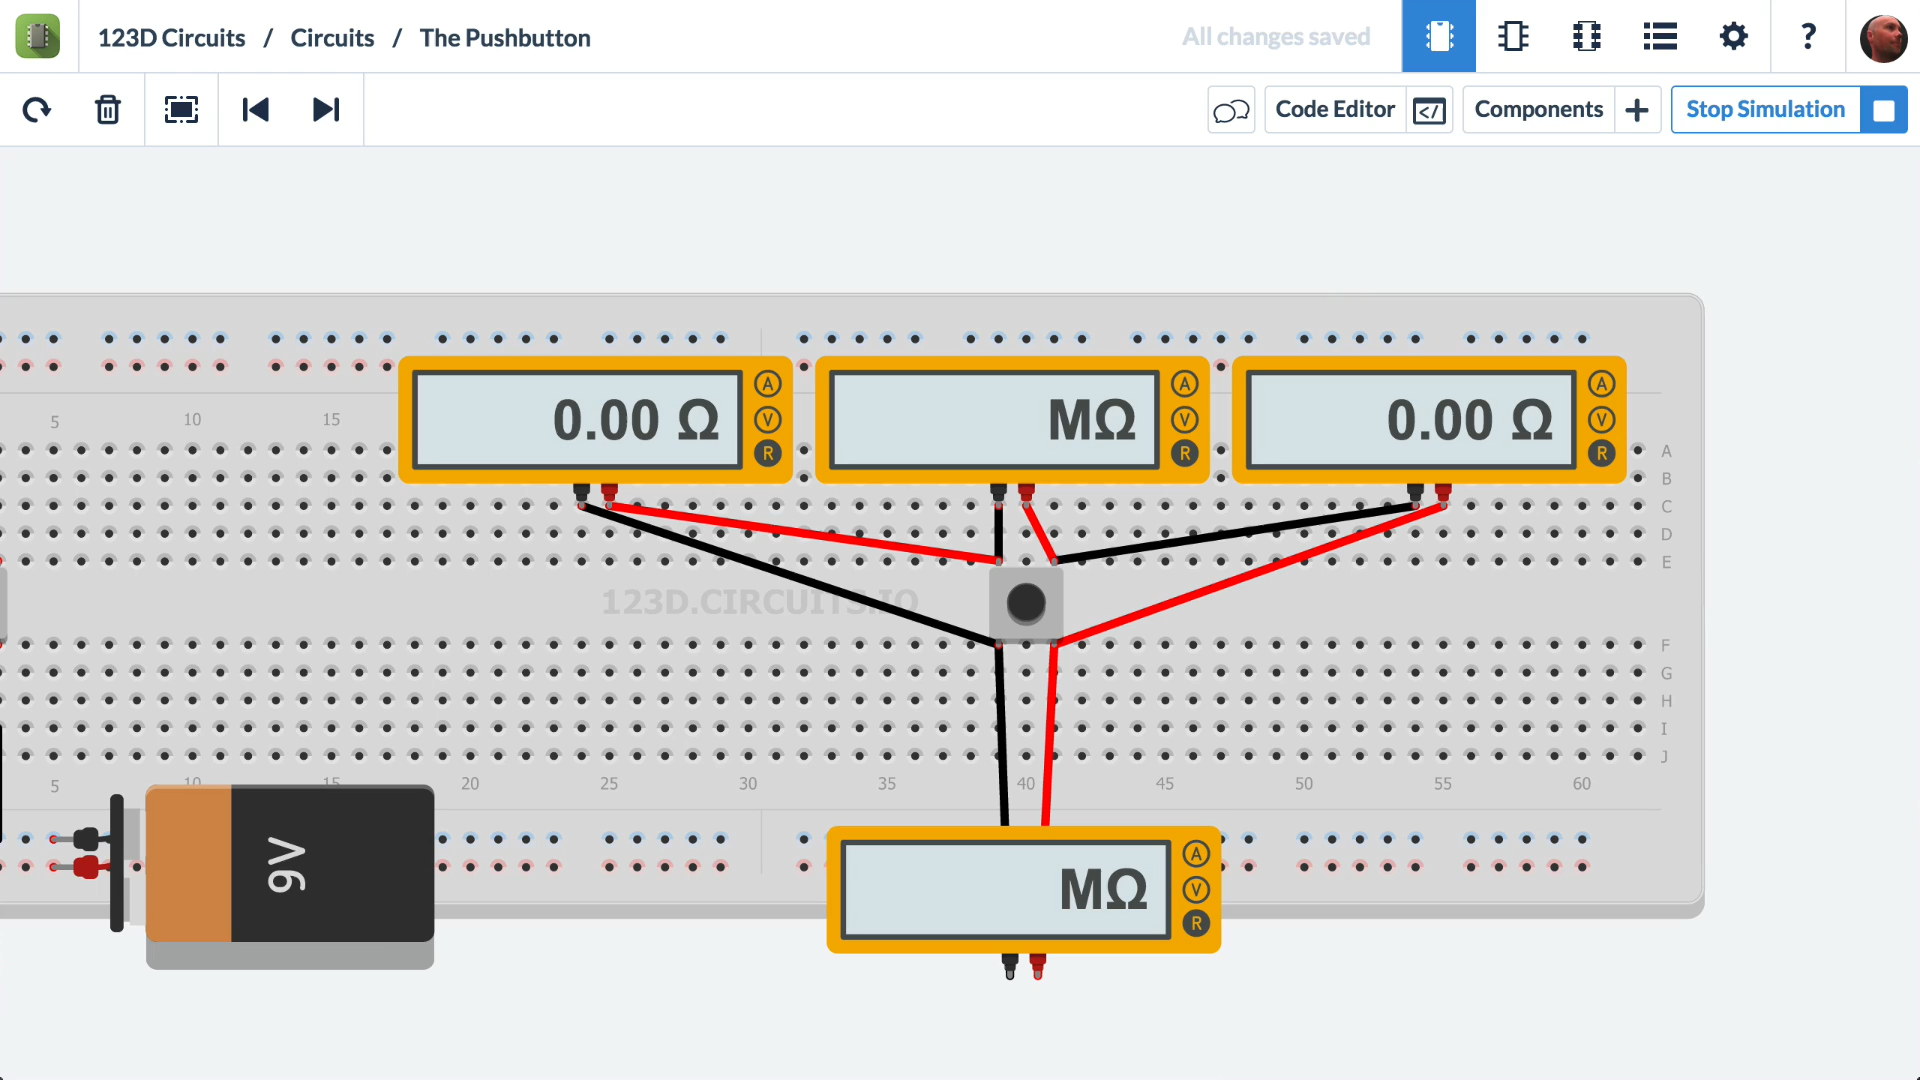 123D Circuits / Circuits / The Pushbutton
All changes saved
?
Code Editor </>
Components +
Stop Simulation
0.00 Ω A V R
MΩ A V R
0.00 Ω A V R
5 10 15
A
B
C
D
E
123D.CIRCUITS.IO
F
G
H
I
J
5 10 15 20 25 30 35 40 45 50 55 60
9V
MΩ A V R